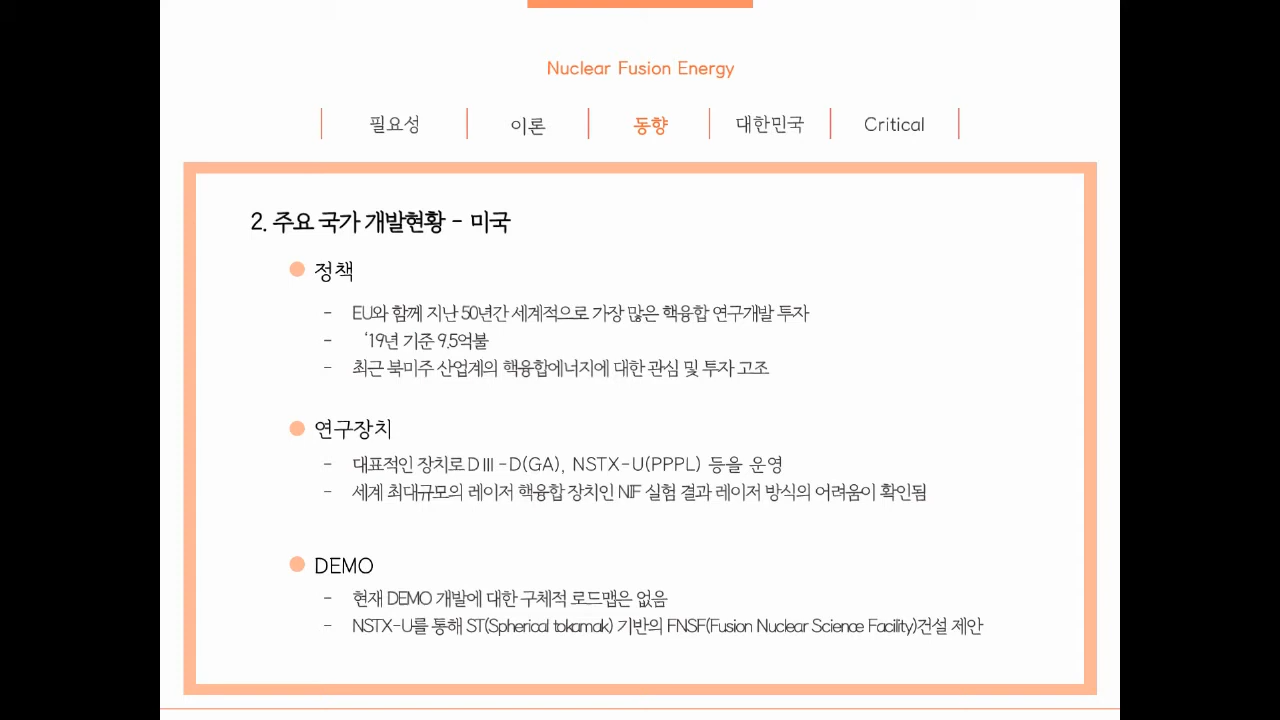 Nuclear Fusion Energy
필요성 이론 동향 대한민국 Critical
2. 주요 국가 개발현황 - 미국
정책
- EU와 함께 지난 50년간 세계적으로 가장 많은 핵융합 연구개발 투자
- ‘19년 기준 9.5억불
- 최근 북미주 산업계의 핵융합에너지에 대한 관심 및 투자 고조
연구장치
- 대표적인 장치로 DⅢ-D(GA), NSTX-U(PPPL) 등을 운영
- 세계 최대규모의 레이저 핵융합 장치인 NIF 실험 결과 레이저 방식의 어려움이 확인됨
DEMO
- 현재 DEMO 개발에 대한 구체적 로드맵은 없음
- NSTX-U를 통해 ST(Spherical tokamak) 기반의 FNSF(Fusion Nuclear Science Facility)건설 제안